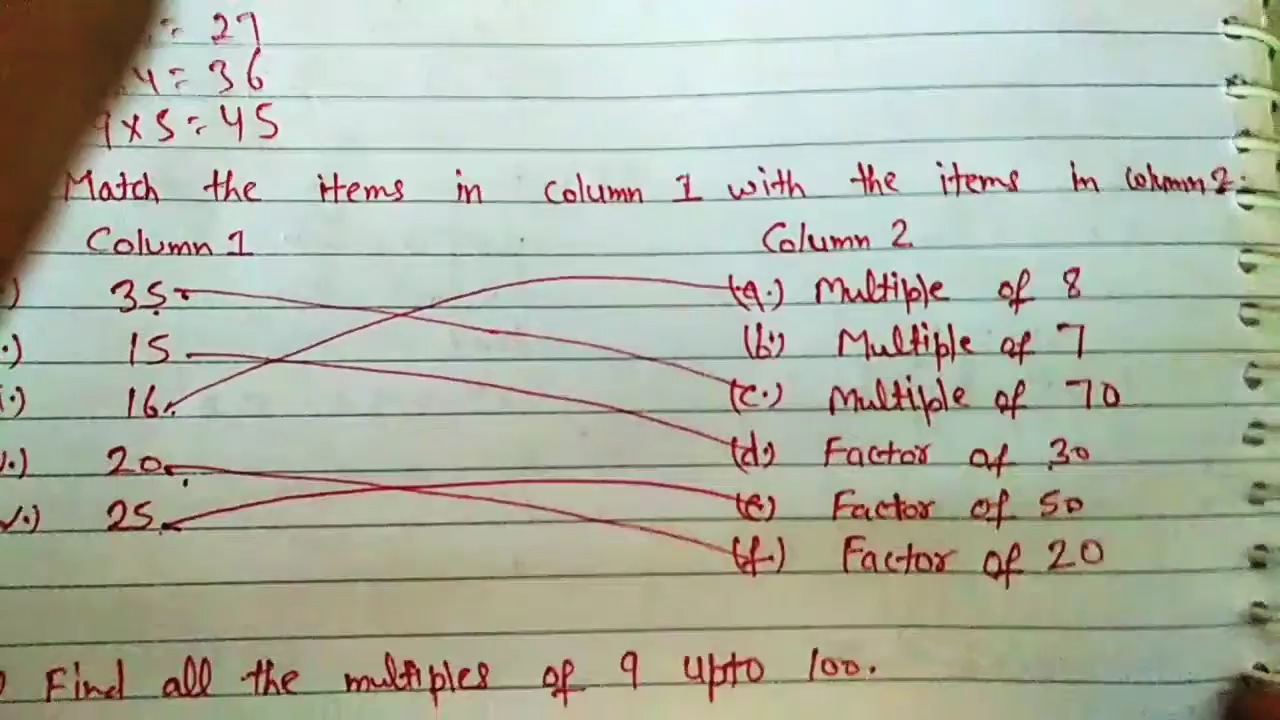 = 27
4 = 36
9 x 5 = 45
Match the items in column 1 with the items in column 2.
Column 1 Column 2
) 35 (a.) Multiple of 8
.) 15 (b.) Multiple of 7
i.) 16 (c.) Multiple of 70
v.) 20 (d.) Factor of 30
v.) 25 (e.) Factor of 50
(f.) Factor of 20
Find all the multiples of 9 upto 100.